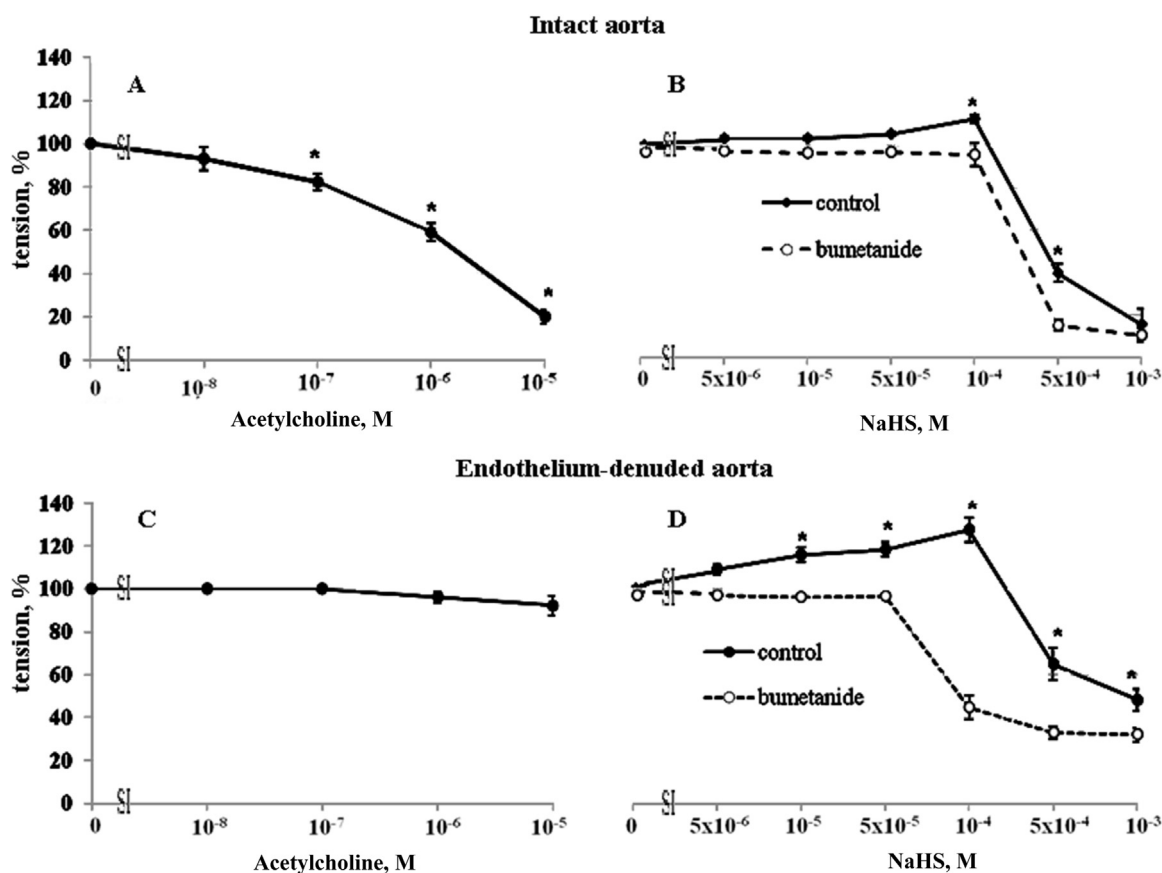 Intact aorta
A
B
tension, %
140
120
100
80
60
40
20
0
*
*
*
*
*
control
bumetanide
0
10⁻⁸
10⁻⁷
10⁻⁶
10⁻⁵
Acetylcholine, M
0
5x10⁻⁶
10⁻⁵
5x10⁻⁵
10⁻⁴
5x10⁻⁴
10⁻³
NaHS, M
Endothelium-denuded aorta
C
D
tension, %
140
120
100
80
60
40
20
0
*
*
*
*
*
control
bumetanide
0
10⁻⁸
10⁻⁷
10⁻⁶
10⁻⁵
Acetylcholine, M
0
5x10⁻⁶
10⁻⁵
5x10⁻⁵
10⁻⁴
5x10⁻⁴
10⁻³
NaHS, M